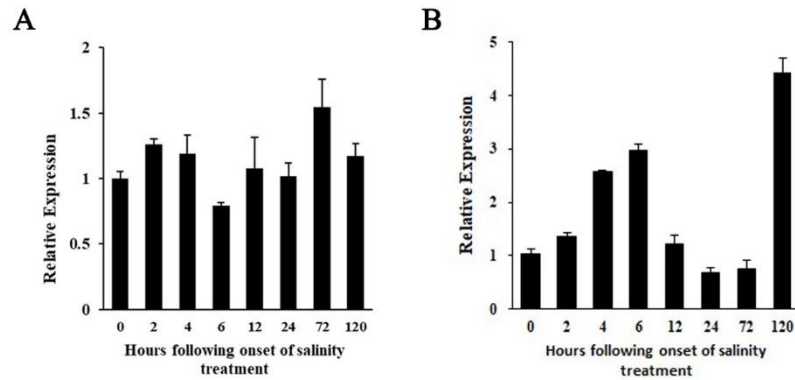 A
Relative Expression
2
1.5
1
0.5
0
0 2 4 6 12 24 72 120
Hours following onset of salinity
treatment
B
Relative Expression
5
4
3
2
1
0
0 2 4 6 12 24 72 120
Hours following onset of salinity
treatment